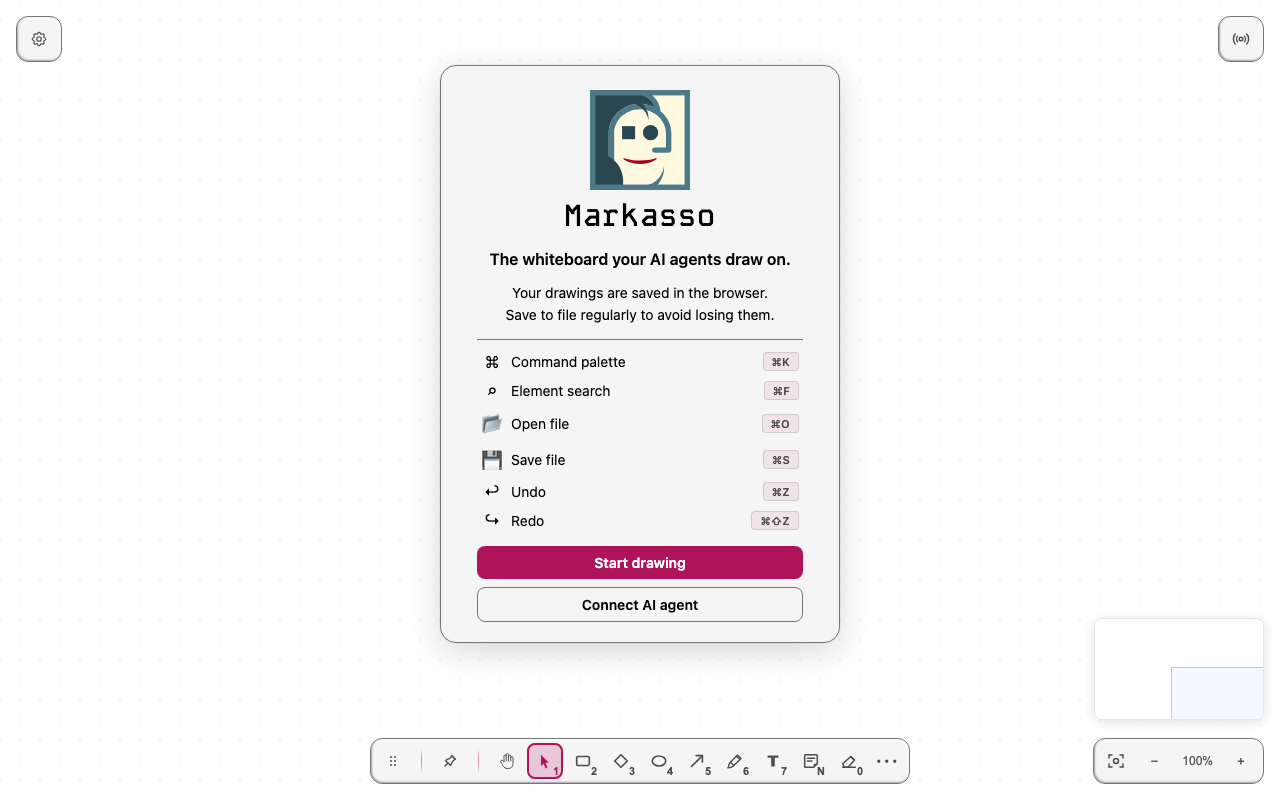 Markasso
The whiteboard your AI agents draw on.
Your drawings are saved in the browser.
Save to file regularly to avoid losing them.
⌘ Command palette ⌘K
Element search ⌘F
Open file ⌘O
Save file ⌘S
Undo ⌘Z
Redo ⌘⇧Z
Start drawing
Connect AI agent
1 2 3 4 5 6 T 7 N 0
− 100% +